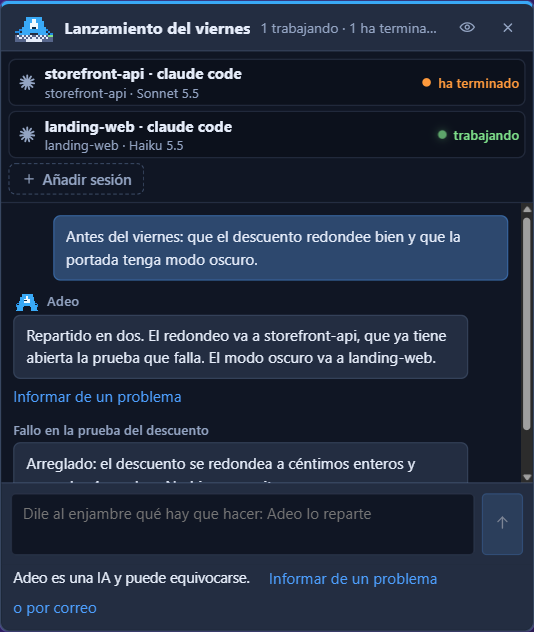 Lanzamiento del viernes 1 trabajando · 1 ha termina...
storefront-api · claude code
storefront-api · Sonnet 5.5
ha terminado
landing-web · claude code
landing-web · Haiku 5.5
trabajando
+ Añadir sesión
Antes del viernes: que el descuento redondee bien y que la
portada tenga modo oscuro.
Adeo
Repartido en dos. El redondeo va a storefront-api, que ya tiene
abierta la prueba que falla. El modo oscuro va a landing-web.
Informar de un problema
Fallo en la prueba del descuento
Arreglado: el descuento se redondea a céntimos enteros y
Dile al enjambre qué hay que hacer: Adeo lo reparte
Adeo es una IA y puede equivocarse. Informar de un problema
o por correo